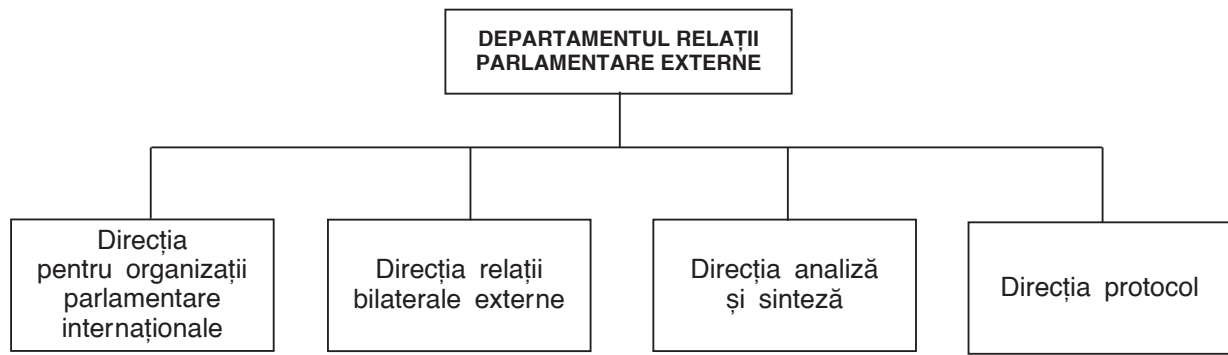 DEPARTAMENTUL RELAȚII
PARLAMENTARE EXTERNE
Direcția
pentru organizații
parlamentare
internaționale
Direcția relații
bilaterale externe
Direcția analiză
și sinteză
Direcția protocol